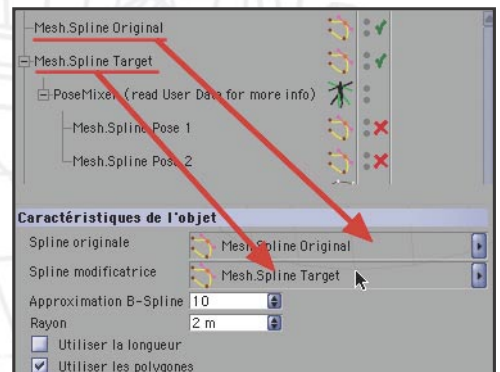 Mesh.Spline Original
Mesh.Spline Target
PoseMixer (read User Data for more info)
Mesh.Spline Pose 1
Mesh.Spline Pose 2
Caractéristiques de l'objet
Spline originale Mesh.Spline Original
Spline modificatrice Mesh.Spline Target
Approximation B-Spline 10
Rayon 2 m
Utiliser la longueur
Utiliser les polygones